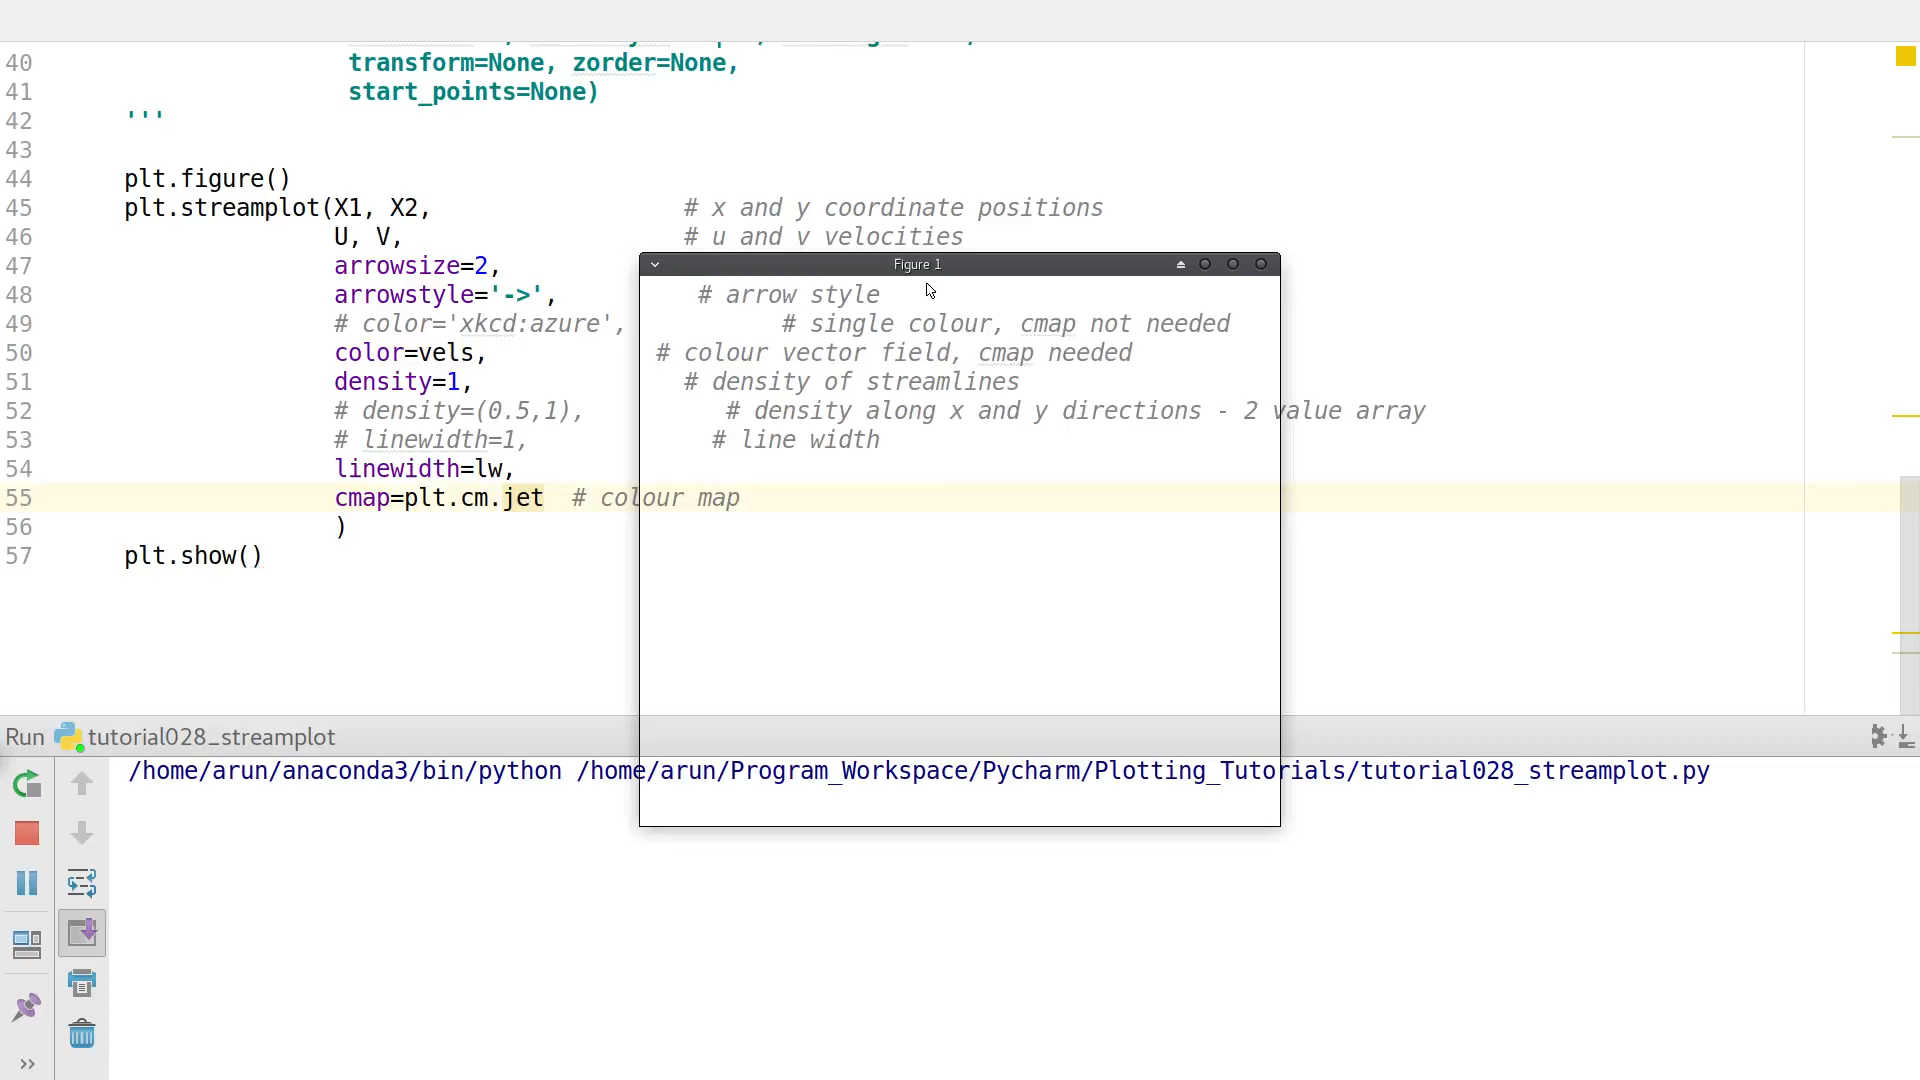 40 transform=None, zorder=None,
41 start_points=None)
42 '''
43
44 plt.figure()
45 plt.streamplot(X1, X2, # x and y coordinate positions
46 U, V, # u and v velocities
Figure 1
47 arrowsize=2,
48 arrowstyle='->', # arrow style
49 # color='xkcd:azure', # single colour, cmap not needed
50 color=vels, # colour vector field, cmap needed
51 density=1, # density of streamlines
52 # density=(0.5,1), # density along x and y directions - 2 value array
53 # linewidth=1, # line width
54 linewidth=lw,
55 cmap=plt.cm.jet # colour map
56 )
57 plt.show()
Run tutorial028_streamplot
/home/arun/anaconda3/bin/python /home/arun/Program_Workspace/Pycharm/Plotting_Tutorials/tutorial028_streamplot.py